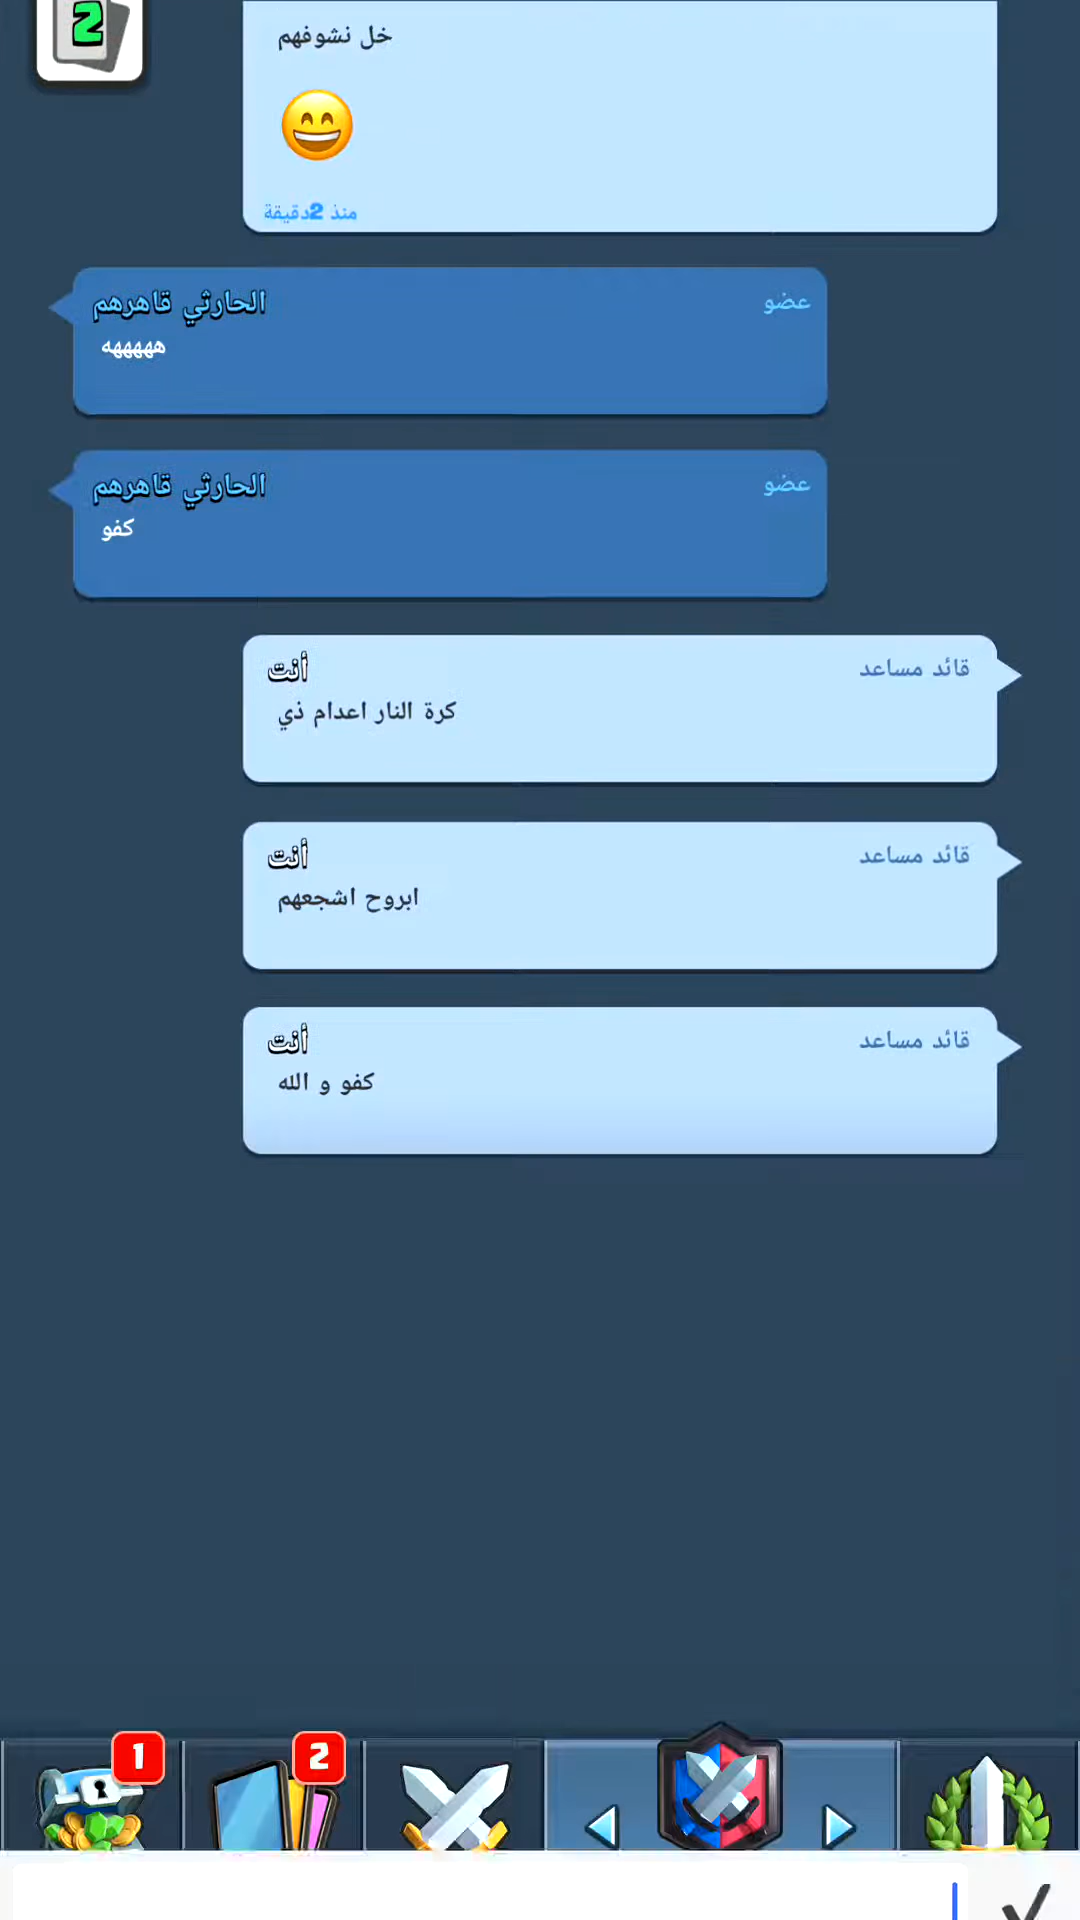 2
خل نشوفهم
😄
منذ 2دقيقة
الحارثي قاهرهم
عضو
هههههه
الحارثي قاهرهم
عضو
كفو
أنت
قائد مساعد
كرة النار اعدام ذي
أنت
قائد مساعد
ابروح اشجعهم
أنت
قائد مساعد
كفو و الله
1
2